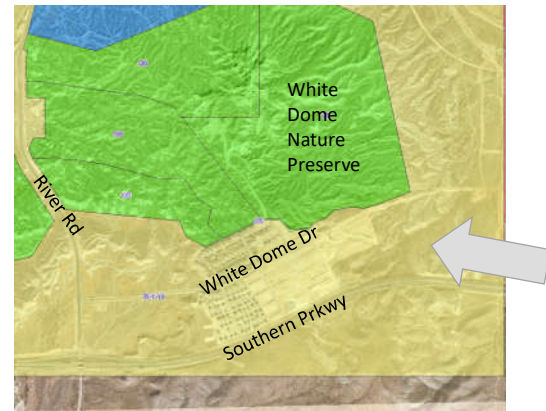 White
Dome
Nature
Preserve
River Rd
White Dome Dr
Southern Prkwy